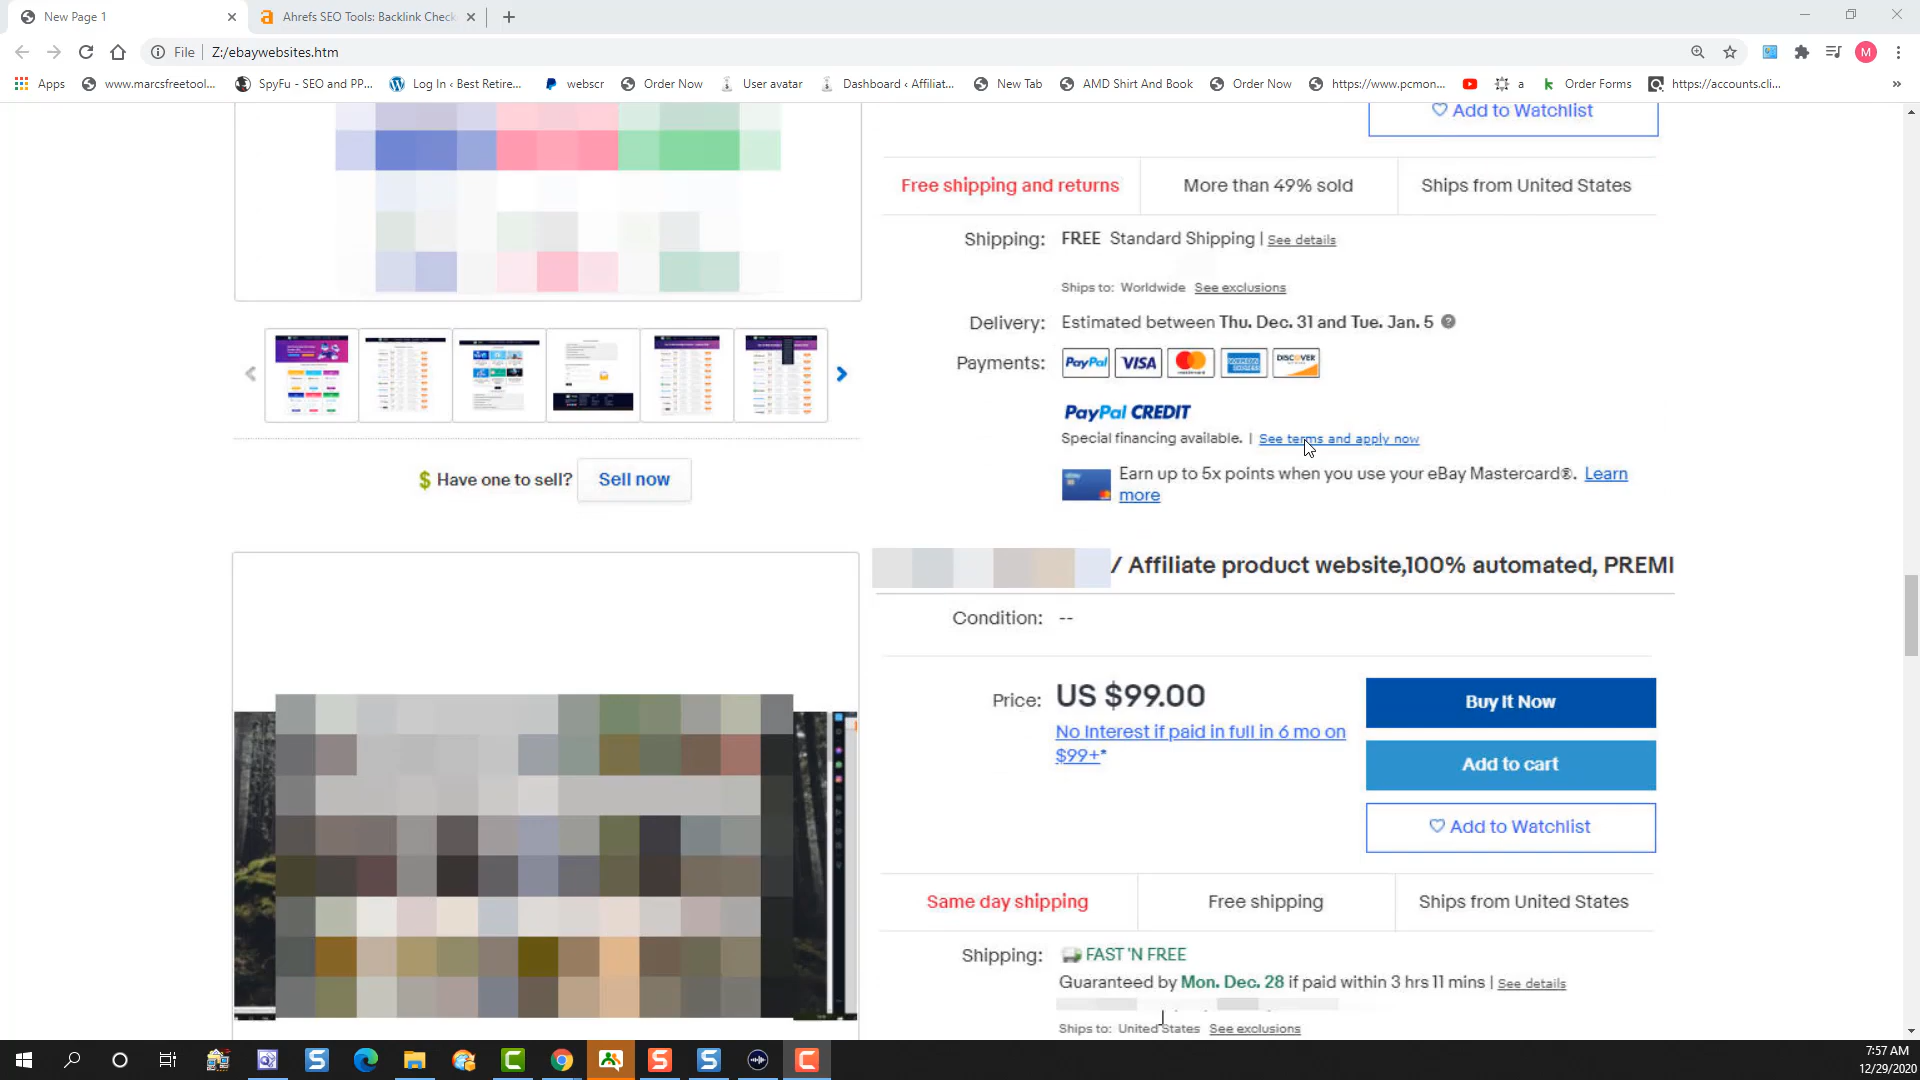 New Page 1
Ahrefs SEO Tools: Backlink Check
File
Z:/ebaywebsites.htm
M
Apps
www.marcsfreetool...
SpyFu - SEO and PP...
Log In ‹ Best Retire...
webscr
Order Now
User avatar
Dashboard ‹ Affiliat...
New Tab
AMD Shirt And Book
Order Now
https://www.pcmon...
a
Order Forms
https://accounts.cli...
»
Add to Watchlist
Free shipping and returns
More than 49% sold
Ships from United States
Shipping: FREE Standard Shipping | See details
Ships to: Worldwide See exclusions
Delivery: Estimated between Thu. Dec. 31 and Tue. Jan. 5
Payments: PayPal VISA MasterCard AMERICAN EXPRESS DISCOVER
PayPal CREDIT
Special financing available. | See terms and apply now
Earn up to 5x points when you use your eBay Mastercard®. Learn
more
$ Have one to sell? Sell now
/ Affiliate product website,100% automated, PREMI
Condition: --
Price: US $99.00
No Interest if paid in full in 6 mo on
$99+*
Buy It Now
Add to cart
Add to Watchlist
Same day shipping
Free shipping
Ships from United States
Shipping: FAST 'N FREE
Guaranteed by Mon. Dec. 28 if paid within 3 hrs 11 mins | See details
Ships to: United States See exclusions
7:57 AM
12/29/2020